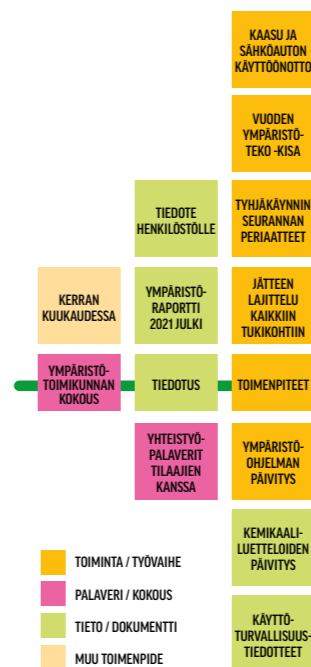 KAASU JA
SÄHKÖAUTON
KÄYTTÖÖNOTTO
VUODEN
YMPÄRISTÖ-
TEKO -KISA
TIEDOTE
HENKILÖSTÖLLE
TYHJÄKÄYNNIN
SEURANNAN
PERIAATTEET
KERRAN
KUUKAUDESSA
YMPÄRISTÖ-
RAPORTTI
2021 JULKI
JÄTTEEN
LAJITTELU
KAIKKIIN
TUKIKOHTIIN
YMPÄRISTÖ-
TOIMIKUNNAN
KOKOUS
TIEDOTUS
TOIMENPITEET
YHTEISTYÖ-
PALAVERIT
TILAAJIEN
KANSSA
YMPÄRISTÖ-
OHJELMAN
PÄIVITYS
KEMIKAALI-
LUETTELOIDEN
PÄIVITYS
KÄYTTÖ-
TURVALLISUUS-
TIEDOTTEET
TOIMINTA / TYÖVAIHE
PALAVERI / KOKOUS
TIETO / DOKUMENTTI
MUU TOIMENPIDE